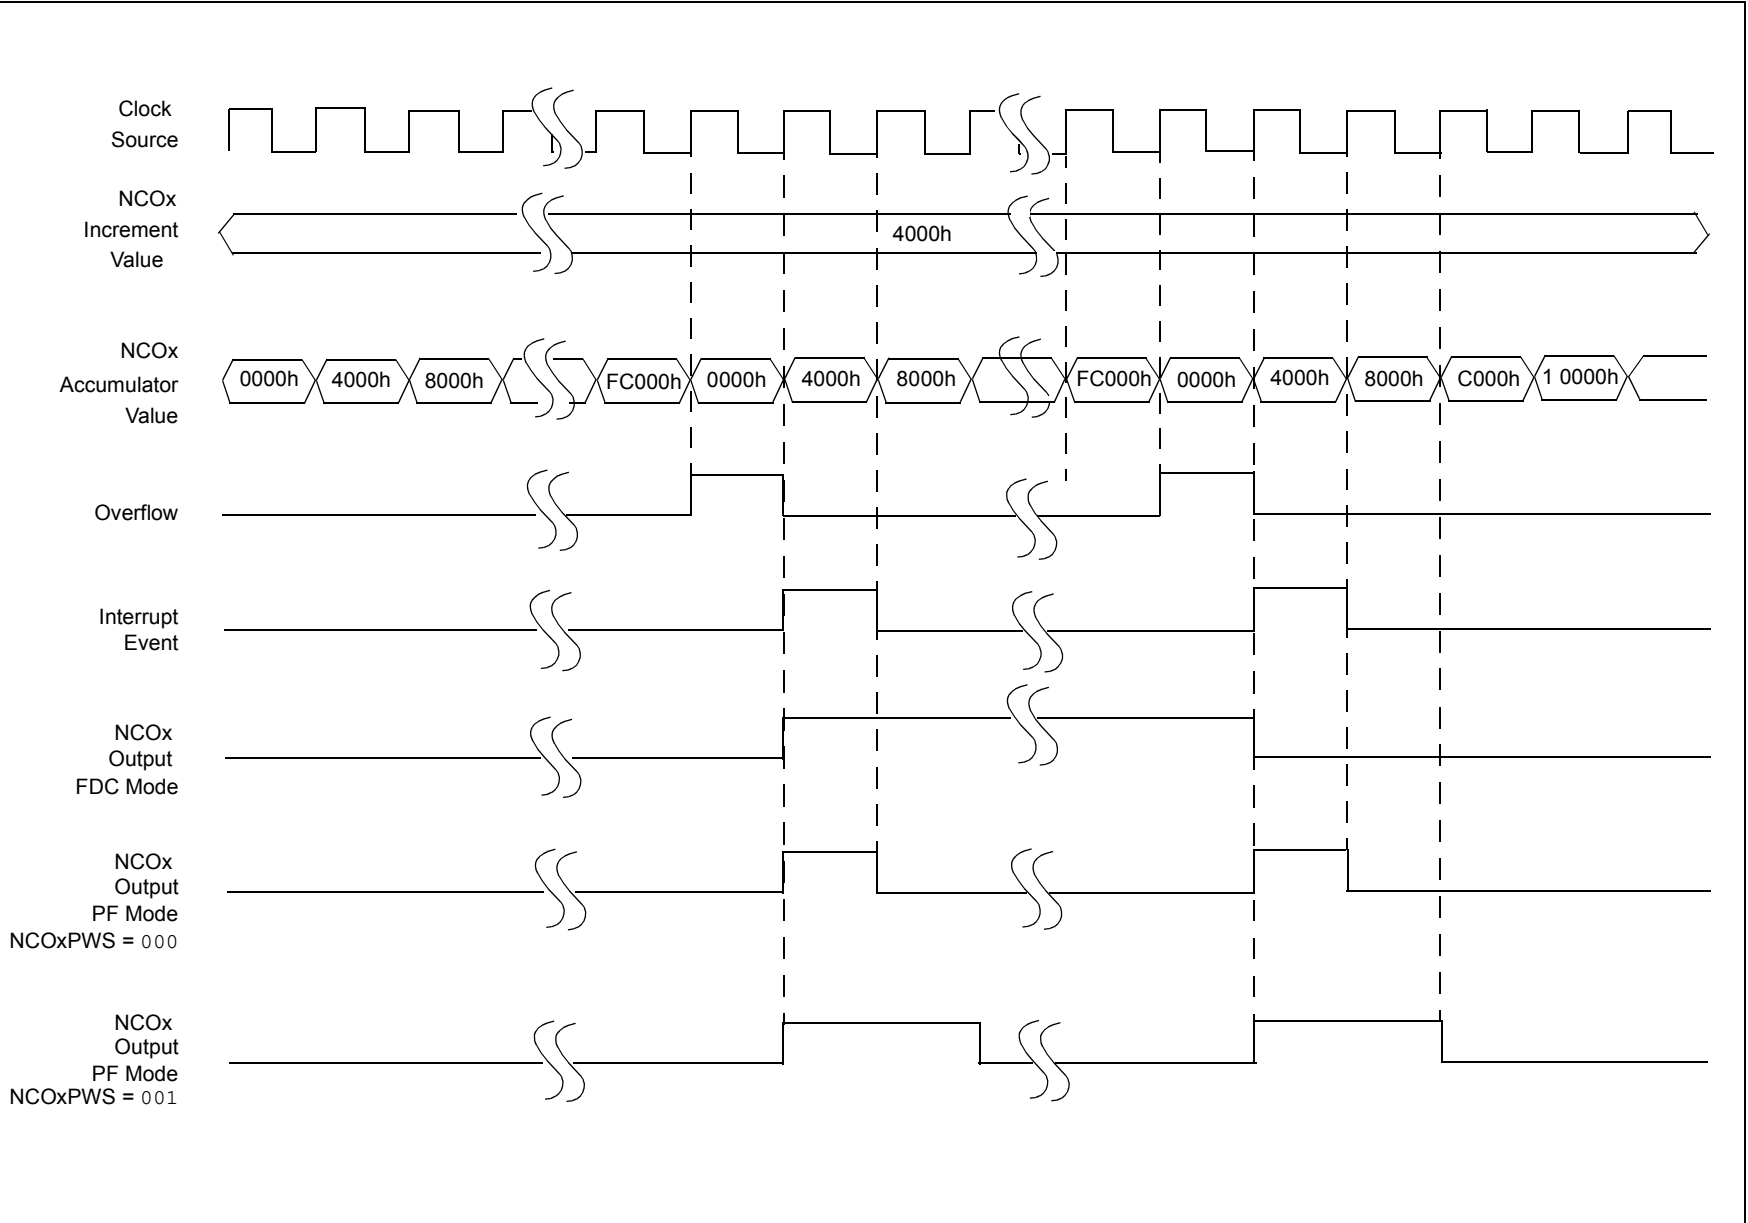 Clock
Source
NCOx
Increment
Value
4000h
NCOx
Accumulator
Value
0000h 4000h 8000h FC000h 0000h 4000h 8000h FC000h 0000h 4000h 8000h C000h 1 0000h
Overflow
Interrupt
Event
NCOx
Output
FDC Mode
NCOx
Output
PF Mode
NCOxPWS = 000
NCOx
Output
PF Mode
NCOxPWS = 001